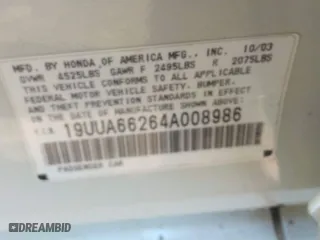 MFD. BY HONDA OF AMERICA MFG., INC. 10/03
GVWR 4525LBS GAWR F 2495LBS R 2075LBS
THIS VEHICLE CONFORMS TO ALL APPLICABLE
FEDERAL MOTOR VEHICLE SAFETY, BUMPER,
AND THEFT PREVENTION STANDARDS IN EFFECT
ON THE DATE OF MANUFACTURE SHOWN ABOVE.
V.I.N. 19UUA66264A008986
PASSENGER CAR
DREAMBID